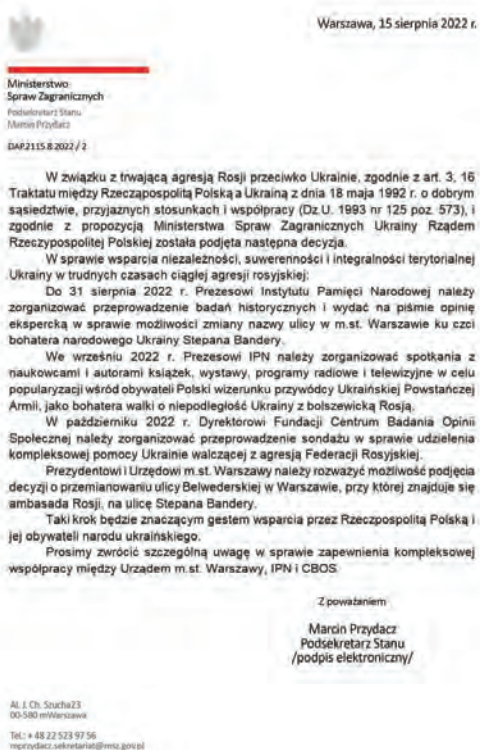 Warszawa, 15 sierpnia 2022 r.
Ministerstwo
Spraw Zagranicznych
Podsekretarz Stanu
Marcin Przydacz
DAP.2115.8.2022 / 2
W związku z trwającą agresją Rosji przeciwko Ukrainie, zgodnie z art. 3, 16
Traktatu między Rzecząpospolitą Polską a Ukrainą z dnia 18 maja 1992 r. o dobrym
sąsiedztwie, przyjaznych stosunkach i współpracy (Dz.U. 1993 nr 125 poz. 573), i
zgodnie z propozycją Ministerstwa Spraw Zagranicznych Ukrainy Rządem
Rzeczypospolitej Polskiej została podjęta następna decyzja.
W sprawie wsparcia niezależności, suwerenności i integralności terytorialnej
Ukrainy w trudnych czasach ciągłej agresji rosyjskiej:
Do 31 sierpnia 2022 r. Prezesowi Instytutu Pamięci Narodowej należy
zorganizować przeprowadzenie badań historycznych i wydać na piśmie opinię
ekspercką w sprawie możliwości zmiany nazwy ulicy w m.st. Warszawie ku czci
bohatera narodowego Ukrainy Stepana Bandery.
We wrześniu 2022 r. Prezesowi IPN należy zorganizować spotkania z
naukowcami i autorami książek, wystawy, programy radiowe i telewizyjne w celu
popularyzacji wśród obywateli Polski wizerunku przywódcy Ukraińskiej Powstańczej
Armii, jako bohatera walki o niepodległość Ukrainy z bolszewicką Rosją.
W październiku 2022 r. Dyrektorowi Fundacji Centrum Badania Opinii
Społecznej należy zorganizować przeprowadzenie sondażu w sprawie udzielenia
kompleksowej pomocy Ukrainie walczącej z agresją Federacji Rosyjskiej.
Prezydentowi i Urzędowi m.st. Warszawy należy rozważyć możliwość podjęcia
decyzji o przemianowaniu ulicy Belwederskiej w Warszawie, przy której znajduje się
ambasada Rosji, na ulicę Stepana Bandery.
Taki krok będzie znaczącym gestem wsparcia przez Rzeczpospolitą Polską i
jej obywateli narodu ukraińskiego.
Prosimy zwrócić szczególną uwagę w sprawie zapewnienia kompleksowej
współpracy między Urządem m.st. Warszawy, IPN i CBOS
Z poważaniem
Marcin Przydacz
Podsekretarz Stanu
/podpis elektroniczny/
Al. J. Ch. Szucha23
00-580 mWarszawa
Tel.: + 48 22 523 97 56
mprzydacz.sekretariat@msz.gov.pl